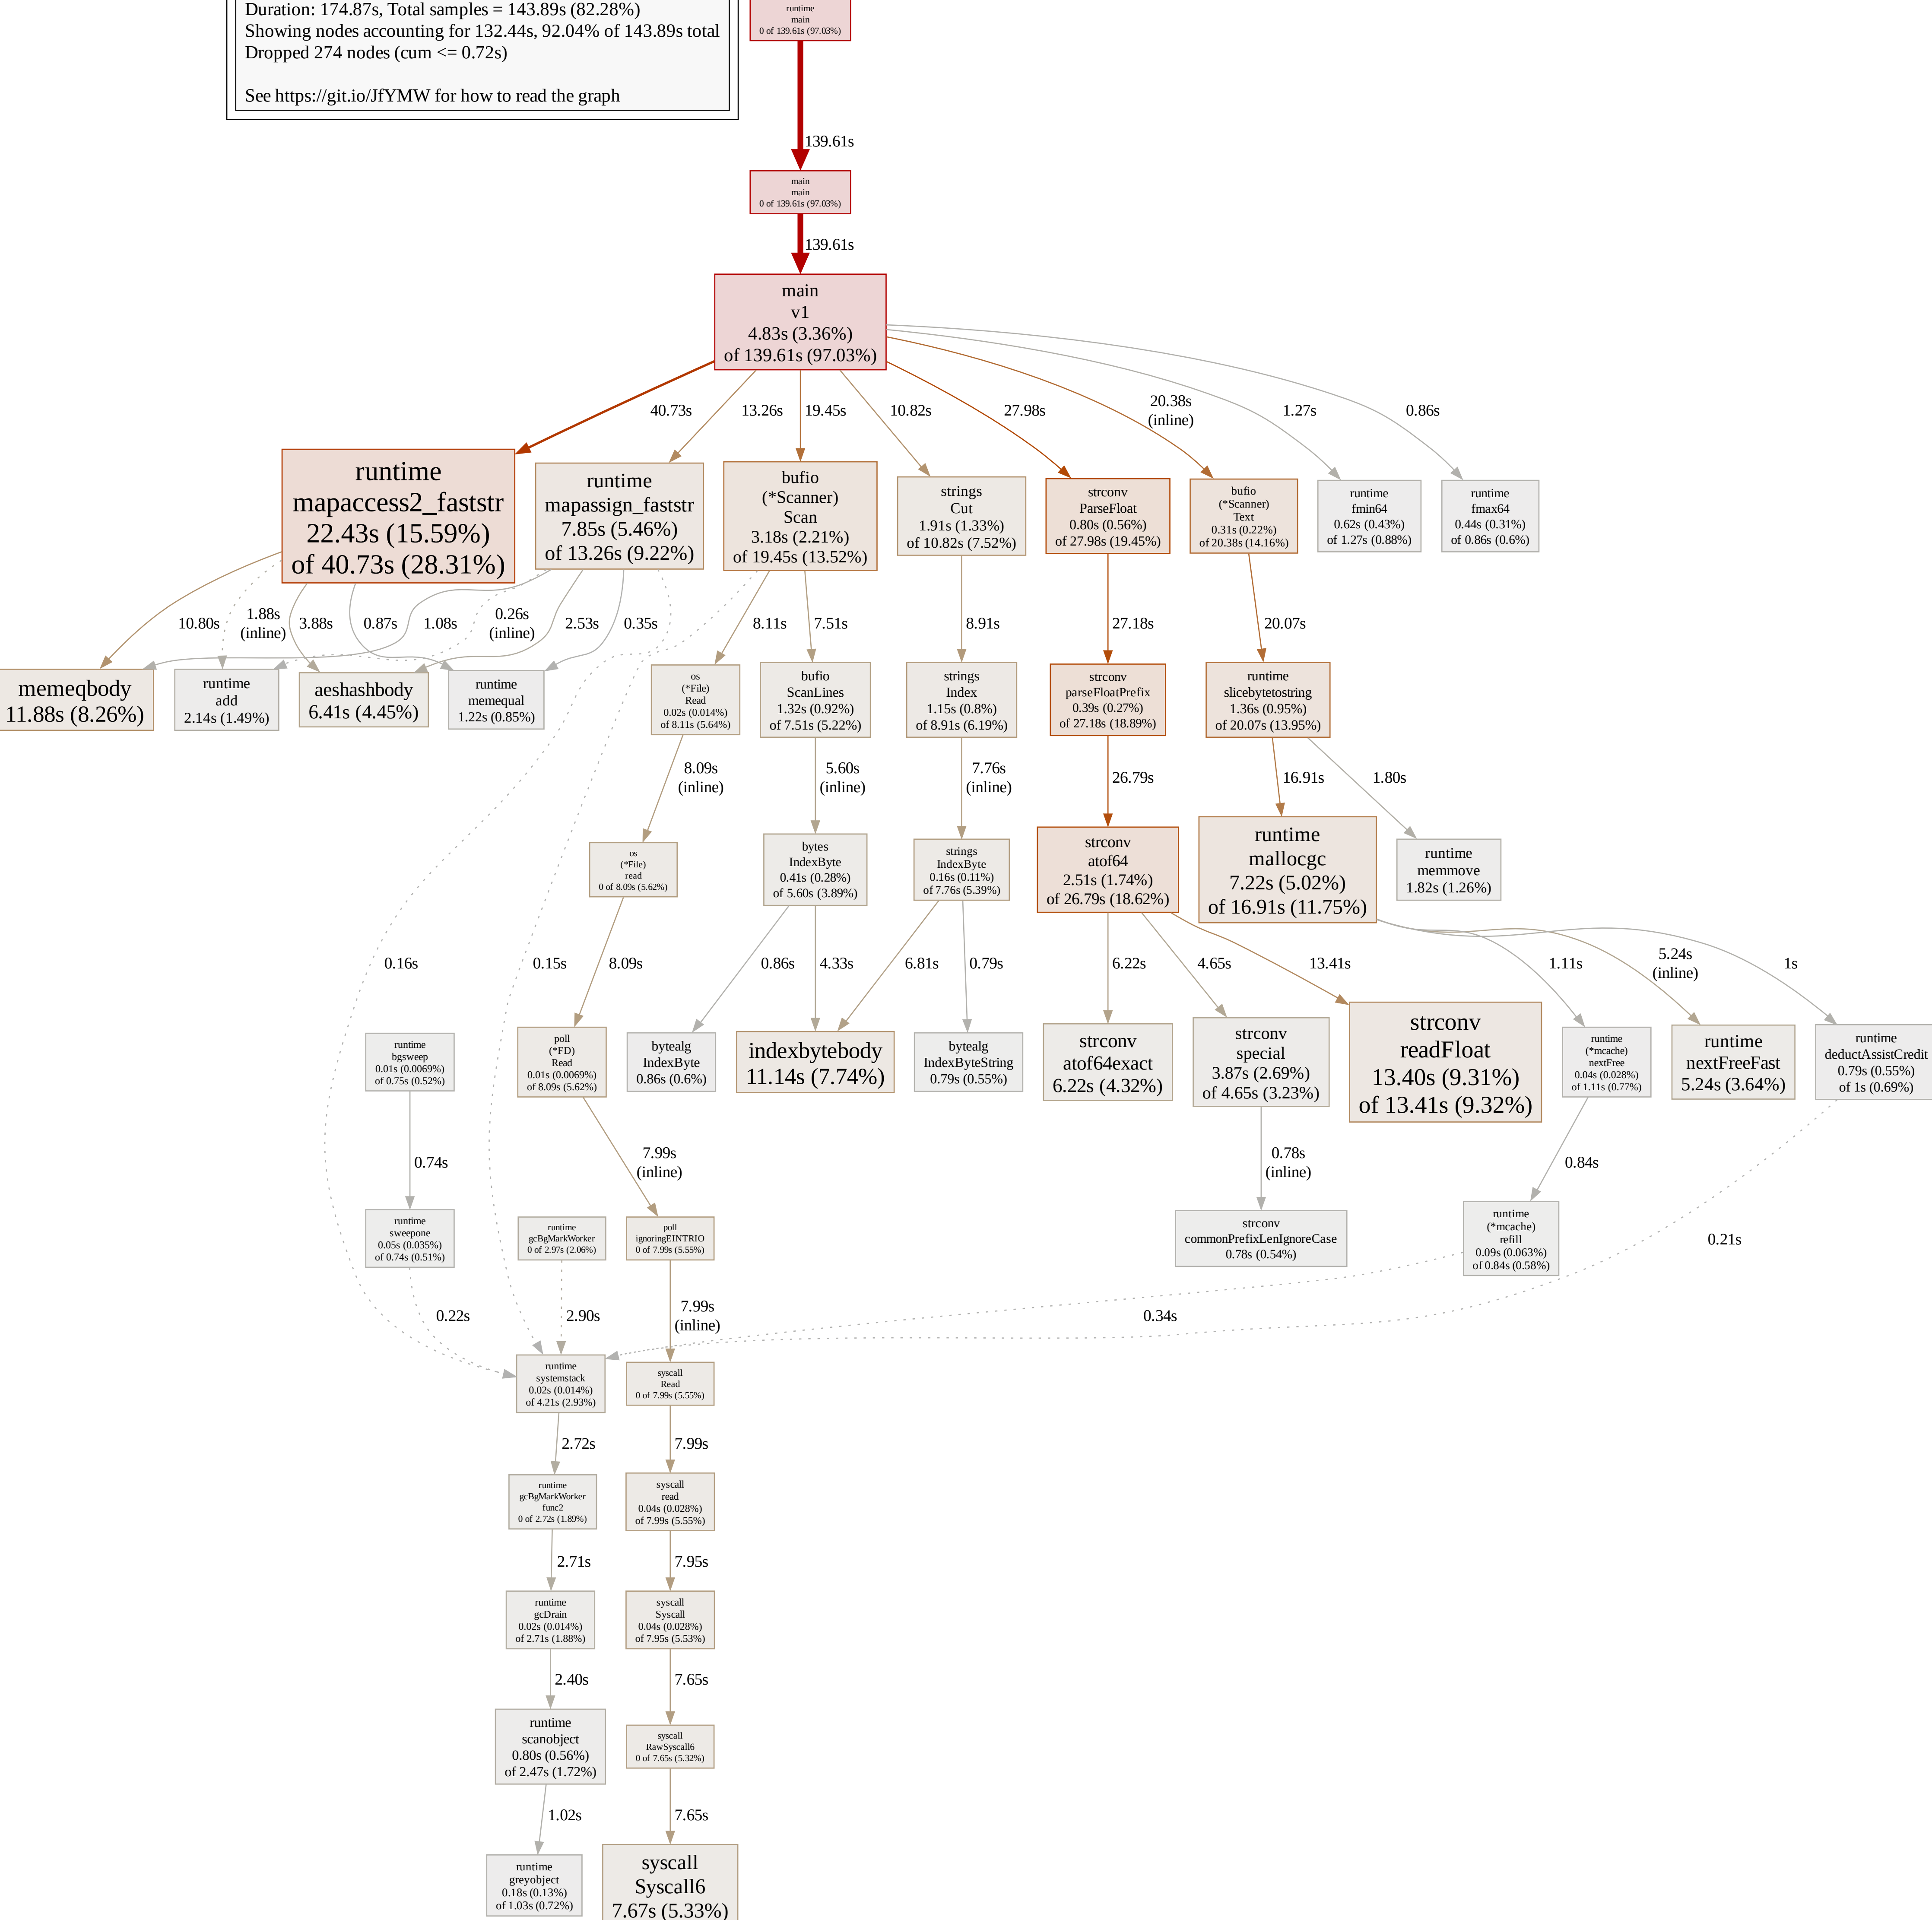 Duration: 174.87s, Total samples = 143.89s (82.28%)
Showing nodes accounting for 132.44s, 92.04% of 143.89s total
Dropped 274 nodes (cum <= 0.72s)
See https://git.io/JfYMW for how to read the graph
runtime
main
0 of 139.61s (97.03%)
139.61s
main
main
0 of 139.61s (97.03%)
139.61s
main
v1
4.83s (3.36%)
of 139.61s (97.03%)
40.73s
13.26s
19.45s
10.82s
27.98s
20.38s
(inline)
1.27s
0.86s
runtime
mapaccess2_faststr
22.43s (15.59%)
of 40.73s (28.31%)
runtime
mapassign_faststr
7.85s (5.46%)
of 13.26s (9.22%)
bufio
(*Scanner)
Scan
3.18s (2.21%)
of 19.45s (13.52%)
strings
Cut
1.91s (1.33%)
of 10.82s (7.52%)
strconv
ParseFloat
0.80s (0.56%)
of 27.98s (19.45%)
bufio
(*Scanner)
Text
0.31s (0.22%)
of 20.38s (14.16%)
runtime
fmin64
0.62s (0.43%)
of 1.27s (0.88%)
runtime
fmax64
0.44s (0.31%)
of 0.86s (0.6%)
10.80s
1.88s
(inline)
3.88s
0.87s
1.08s
0.26s
(inline)
2.53s
0.35s
8.11s
7.51s
8.91s
27.18s
20.07s
memeqbody
11.88s (8.26%)
runtime
add
2.14s (1.49%)
aeshashbody
6.41s (4.45%)
runtime
memequal
1.22s (0.85%)
os
(*File)
Read
0.02s (0.014%)
of 8.11s (5.64%)
bufio
ScanLines
1.32s (0.92%)
of 7.51s (5.22%)
strings
Index
1.15s (0.8%)
of 8.91s (6.19%)
strconv
parseFloatPrefix
0.39s (0.27%)
of 27.18s (18.89%)
runtime
slicebytetostring
1.36s (0.95%)
of 20.07s (13.95%)
8.09s
(inline)
5.60s
(inline)
7.76s
(inline)
26.79s
16.91s
1.80s
os
(*File)
read
0 of 8.09s (5.62%)
bytes
IndexByte
0.41s (0.28%)
of 5.60s (3.89%)
strings
IndexByte
0.16s (0.11%)
of 7.76s (5.39%)
strconv
atof64
2.51s (1.74%)
of 26.79s (18.62%)
runtime
mallocgc
7.22s (5.02%)
of 16.91s (11.75%)
runtime
memmove
1.82s (1.26%)
0.16s
0.15s
8.09s
0.86s
4.33s
6.81s
0.79s
6.22s
4.65s
13.41s
1.11s
5.24s
(inline)
1s
runtime
bgsweep
0.01s (0.0069%)
of 0.75s (0.52%)
poll
(*FD)
Read
0.01s (0.0069%)
of 8.09s (5.62%)
bytealg
IndexByte
0.86s (0.6%)
indexbytebody
11.14s (7.74%)
bytealg
IndexByteString
0.79s (0.55%)
strconv
atof64exact
6.22s (4.32%)
strconv
special
3.87s (2.69%)
of 4.65s (3.23%)
strconv
readFloat
13.40s (9.31%)
of 13.41s (9.32%)
runtime
(*mcache)
nextFree
0.04s (0.028%)
of 1.11s (0.77%)
runtime
nextFreeFast
5.24s (3.64%)
runtime
deductAssistCredit
0.79s (0.55%)
of 1s (0.69%)
0.74s
7.99s
(inline)
0.78s
(inline)
0.84s
runtime
sweepone
0.05s (0.035%)
of 0.74s (0.51%)
runtime
gcBgMarkWorker
0 of 2.97s (2.06%)
poll
ignoringEINTRIO
0 of 7.99s (5.55%)
strconv
commonPrefixLenIgnoreCase
0.78s (0.54%)
runtime
(*mcache)
refill
0.09s (0.063%)
of 0.84s (0.58%)
0.21s
0.22s
2.90s
7.99s
(inline)
0.34s
runtime
systemstack
0.02s (0.014%)
of 4.21s (2.93%)
syscall
Read
0 of 7.99s (5.55%)
2.72s
7.99s
runtime
gcBgMarkWorker
func2
0 of 2.72s (1.89%)
syscall
read
0.04s (0.028%)
of 7.99s (5.55%)
2.71s
7.95s
runtime
gcDrain
0.02s (0.014%)
of 2.71s (1.88%)
syscall
Syscall
0.04s (0.028%)
of 7.95s (5.53%)
2.40s
7.65s
runtime
scanobject
0.80s (0.56%)
of 2.47s (1.72%)
syscall
RawSyscall6
0 of 7.65s (5.32%)
1.02s
7.65s
runtime
greyobject
0.18s (0.13%)
of 1.03s (0.72%)
syscall
Syscall6
7.67s (5.33%)